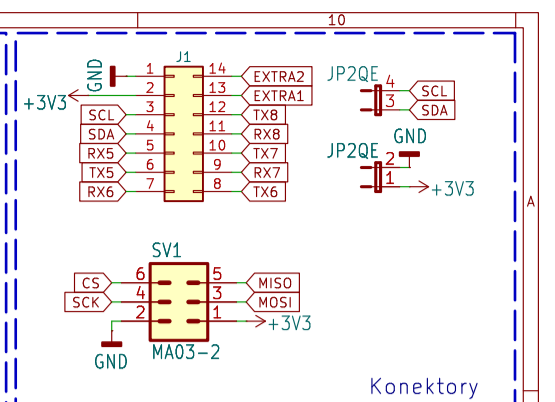 10
J1
JP2QE
GND 1 14 EXTRA2
+3V3 2 13 EXTRA1
SCL 3 12 TX8
SDA 4 11 RX8
RX5 5 10 TX7
TX5 6 9 RX7
RX6 7 8 TX6
4 SCL
3 SDA
GND
JP2QE 2
1 +3V3
A
SV1
CS 6 5 MISO
SCK 4 3 MOSI
2 1 +3V3
GND
MA03-2
Konektory